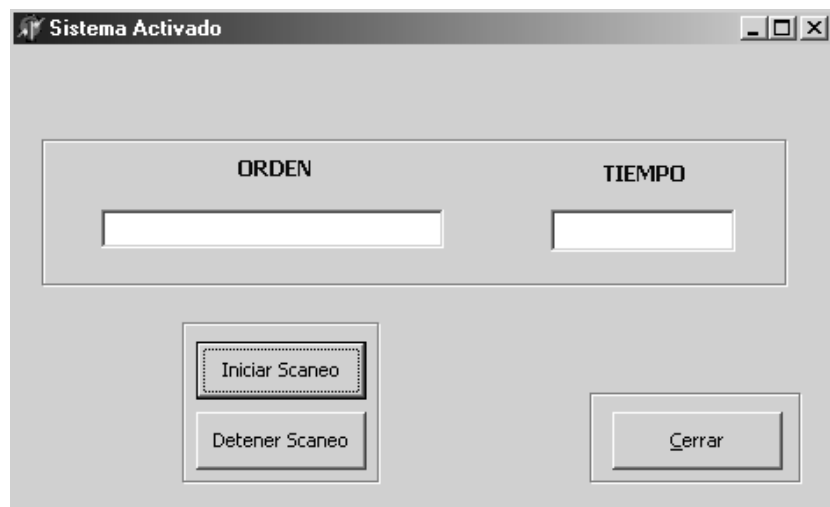 Sistema Activado
ORDEN
TIEMPO
Iniciar Scaneo
Detener Scaneo
Cerrar